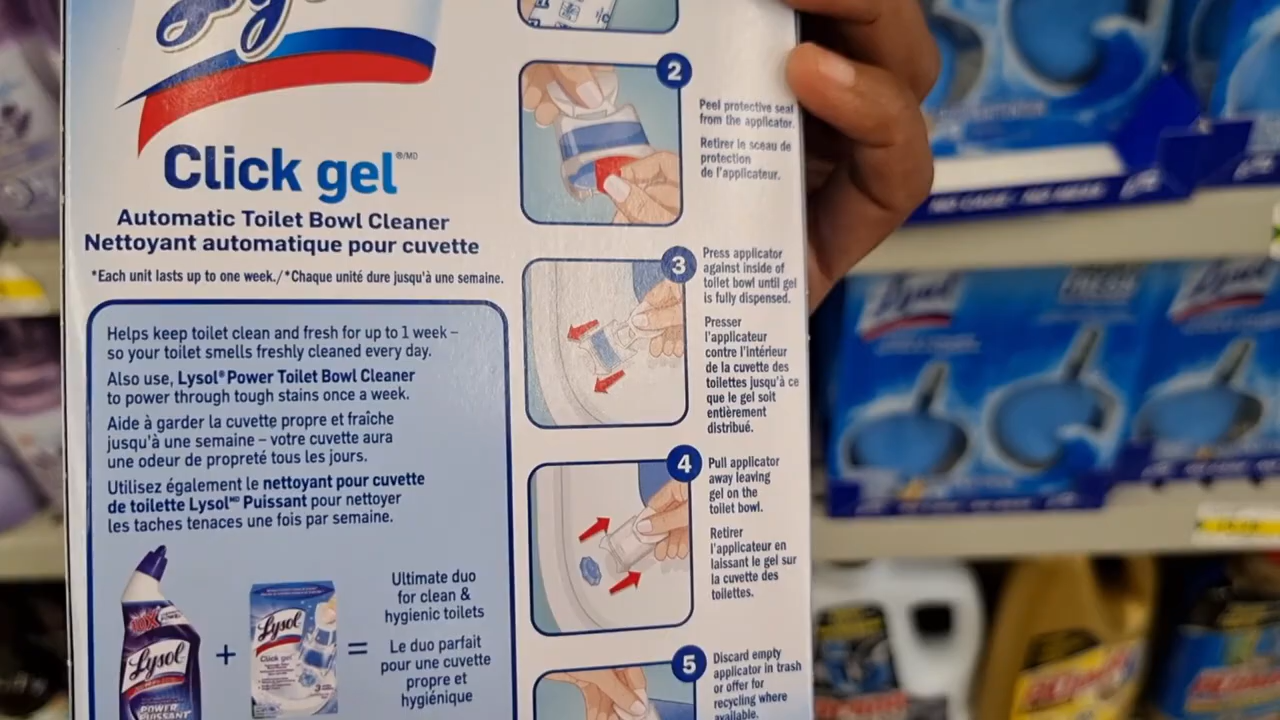 Lysol
Click gel®/MD
Automatic Toilet Bowl Cleaner
Nettoyant automatique pour cuvette
*Each unit lasts up to one week./*Chaque unité dure jusqu'à une semaine.
Helps keep toilet clean and fresh for up to 1 week –
so your toilet smells freshly cleaned every day.
Also use, Lysol® Power Toilet Bowl Cleaner
to power through tough stains once a week.
Aide à garder la cuvette propre et fraîche
jusqu'à une semaine – votre cuvette aura
une odeur de propreté tous les jours.
Utilisez également le nettoyant pour cuvette
de toilette Lysol MD Puissant pour nettoyer
les taches tenaces une fois par semaine.
10X
Lysol
POWER
PUISSANT
+
Lysol
Click gel
=
Ultimate duo
for clean &
hygienic toilets
Le duo parfait
pour une cuvette
propre et
hygiénique
2
Peel protective seal
from the applicator.
Retirer le sceau de
protection
de l'applicateur.
3
Press applicator
against inside of
toilet bowl until gel
is fully dispensed.
Presser
l'applicateur
contre l'intérieur
de la cuvette des
toilettes jusqu'à ce
que le gel soit
entièrement
distribué.
4
Pull applicator
away leaving
gel on the
toilet bowl.
Retirer
l'applicateur en
laissant le gel sur
la cuvette des
toilettes.
5
Discard empty
applicator in trash
or offer for
recycling where
available.
Lysol
Lysol